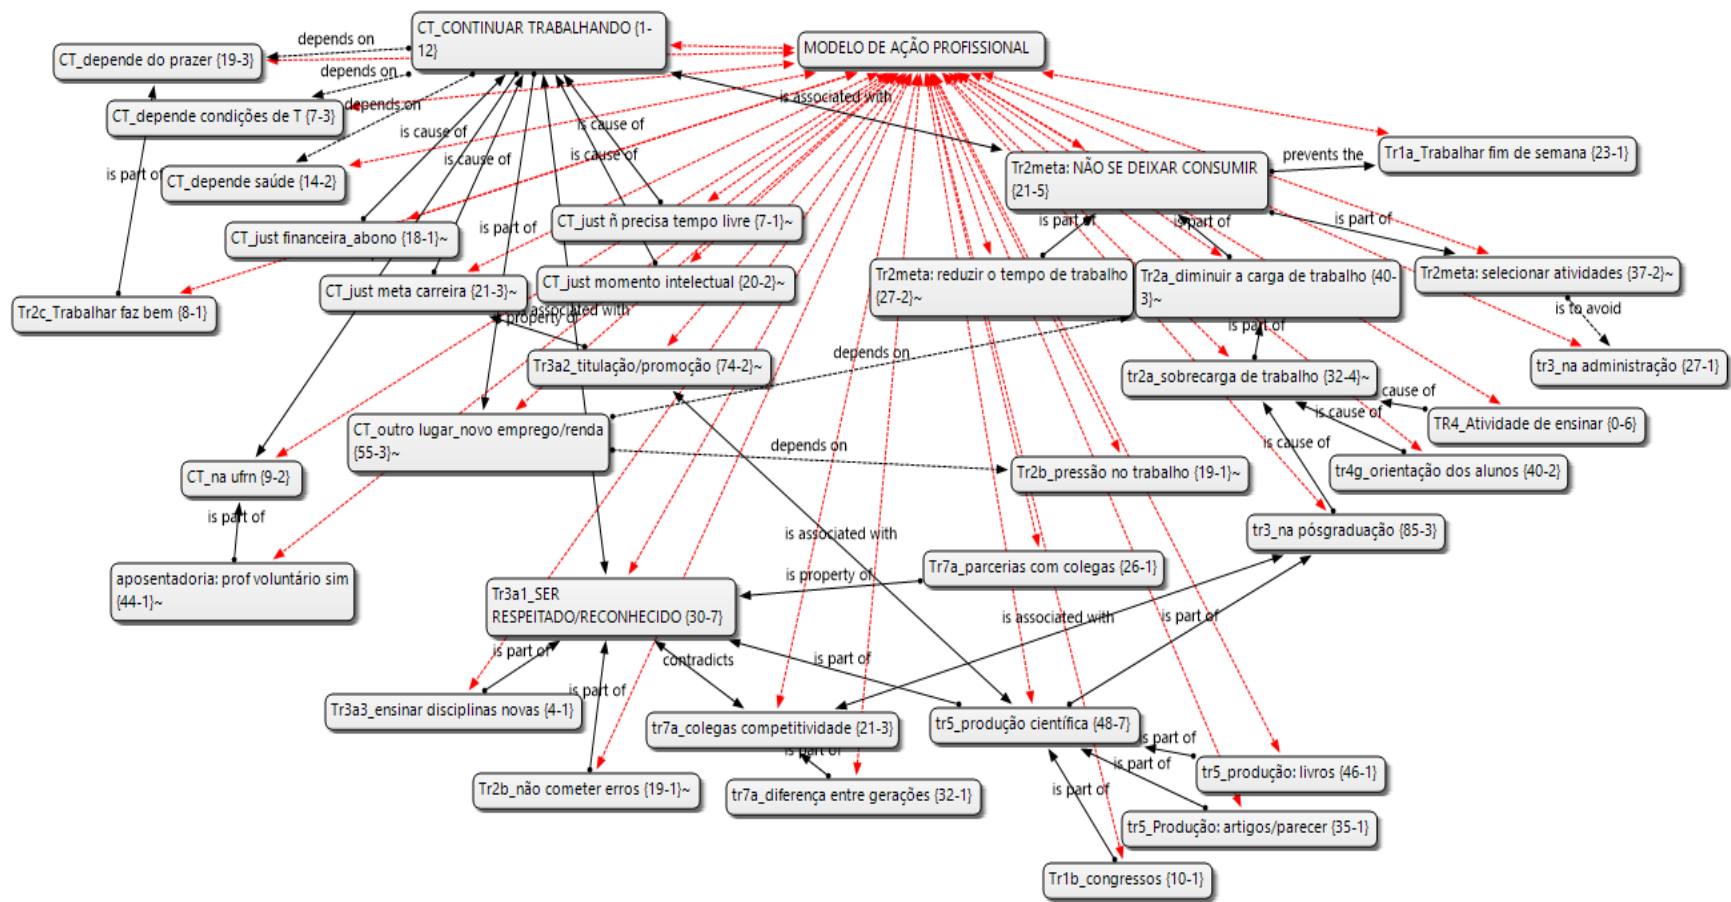 CT_CONTINUAR TRABALHANDO {1-
12}
MODELO DE AÇÃO PROFISSIONAL
depends on
CT_depende do prazer {19-3}
depends on
CT_depende condições de T {7-3}
depends on
is associated with
is cause of
is cause of
is cause of
is cause of
Tr1a_Trabalhar fim de semana {23-1}
prevents the
Tr2meta: NÃO SE DEIXAR CONSUMIR
{21-5}
is part of
CT_depende saúde {14-2}
is part of
is part of
is part of
is part of
CT_just ñ precisa tempo livre {7-1}~
CT_just financeira_abono {18-1}~
Tr2meta: reduzir o tempo de trabalho
{27-2}~
Tr2a_diminuir a carga de trabalho {40-
3}~
Tr2meta: selecionar atividades {37-2}~
CT_just momento intelectual {20-2}~
CT_just meta carreira {21-3}~
Tr2c_Trabalhar faz bem {8-1}
associated with
property of
is to avoid
is part of
depends on
Tr3a2_titulação/promoção {74-2}~
tr3_na administração {27-1}
tr2a_sobrecarga de trabalho {32-4}~
cause of
is cause of
TR4_Atividade de ensinar {0-6}
CT_outro lugar_novo emprego/renda
{55-3}~
depends on
is cause of
CT_na ufrn {9-2}
Tr2b_pressão no trabalho {19-1}~
tr4g_orientação dos alunos {40-2}
is part of
is associated with
tr3_na pósgraduação {85-3}
aposentadoria: prof voluntário sim
{44-1}~
is property of
Tr7a_parcerias com colegas {26-1}
Tr3a1_SER
RESPEITADO/RECONHECIDO {30-7}
is associated with
is part of
is part of
contradicts
is part of
is part of
Tr3a3_ensinar disciplinas novas {4-1}
tr7a_colegas competitividade {21-3}
tr5_produção científica {48-7}
is part of
is part of
is part of
is part of
tr5_produção: livros {46-1}
Tr2b_não cometer erros {19-1}~
tr7a_diferença entre gerações {32-1}
tr5_Produção: artigos/parecer {35-1}
Tr1b_congressos {10-1}